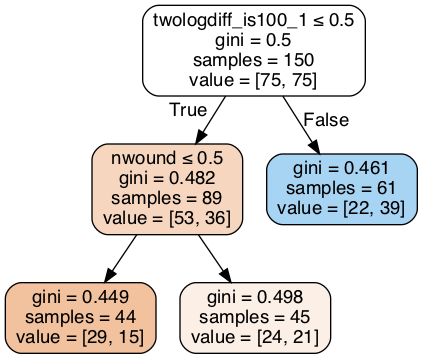 twologdiff_is100_1 ≤ 0.5
gini = 0.5
samples = 150
value = [75, 75]
True
False
nwound ≤ 0.5
gini = 0.482
samples = 89
value = [53, 36]
gini = 0.461
samples = 61
value = [22, 39]
gini = 0.449
samples = 44
value = [29, 15]
gini = 0.498
samples = 45
value = [24, 21]